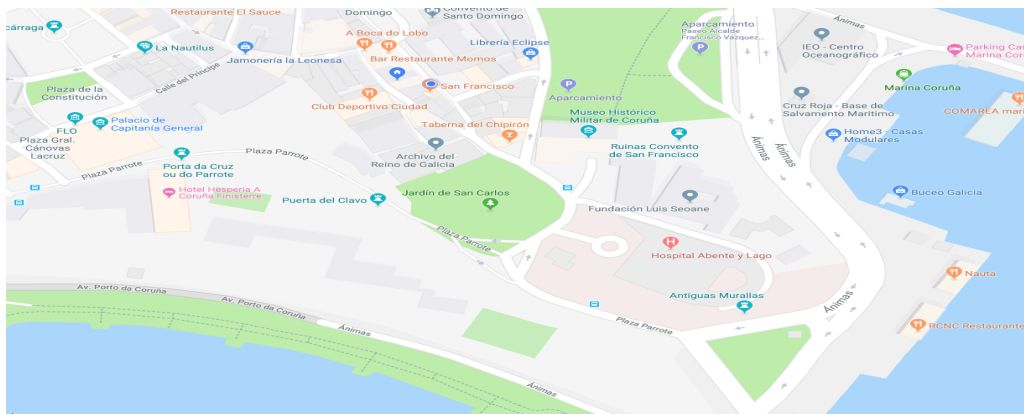 Restaurante El Sauce
Domingo
Convento de
Santo Domingo
cárraga
La Nautilus
A Boca do Lobo
Jamonería la Leonesa
Bar Restaurante Momos
Librería Eclipse
Aparcamiento
Paseo Alcalde
Francisco Vázquez...
Ánimas
IEO - Centro
Oceanográfico
Parking Car
Marina Coru
Calle del Príncipe
Plaza de la
Constitución
San Francisco
Club Deportivo Ciudad
Aparcamiento
Marina Coruña
COMAREA mari
FLO
Plaza Gral.
Cánovas
Lacruz
Palacio de
Capitanía General
Taberna del Chipirón
Museo Histórico
Militar de Coruña
Cruz Roja - Base de
Salvamento Marítimo
Home3 - Casas
Modulares
Ruinas Convento
de San Francisco
Ánimas
Ánimas
Plaza Parrote
Plaza Parrote
Porta da Cruz
ou do Parrote
Archivo del
Reino de Galicia
Hotel Hesperia A
Coruña Finisterre
Puerta del Clavo
Jardín de San Carlos
Fundación Luis Seoane
Buceo Galicia
Plaza Parrote
Hospital Abente y Lago
Nauta
Av. Porto da Coruña
Av. Porto da Coruña
Ánimas
Antiguas Murallas
Ánimas
Plaza Parrote
RCNC Restaurante
Ánimas